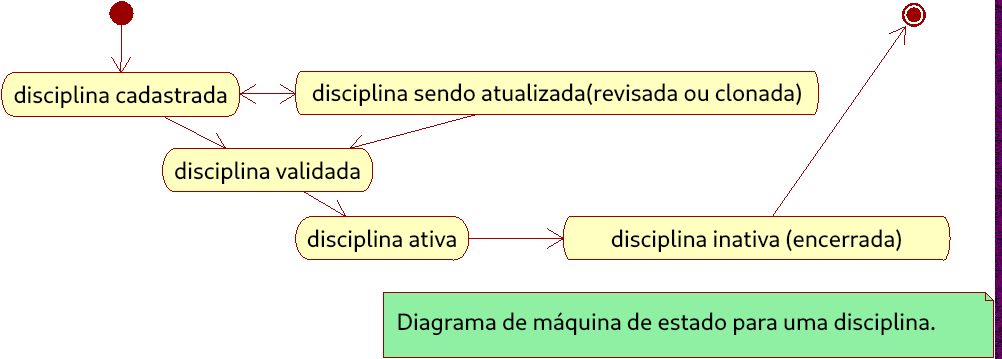 disciplina cadastrada
disciplina sendo atualizada(revisada ou clonada)
disciplina validada
disciplina ativa
disciplina inativa (encerrada)
Diagrama de máquina de estado para uma disciplina.